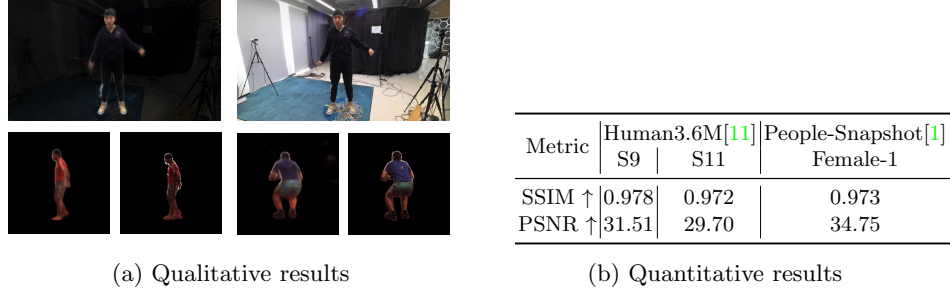 Metric Human3.6M[11] People-Snapshot[1]
S9 S11 Female-1
SSIM ↑ 0.978 0.972 0.973
PSNR ↑ 31.51 29.70 34.75
(a) Qualitative results
(b) Quantitative results